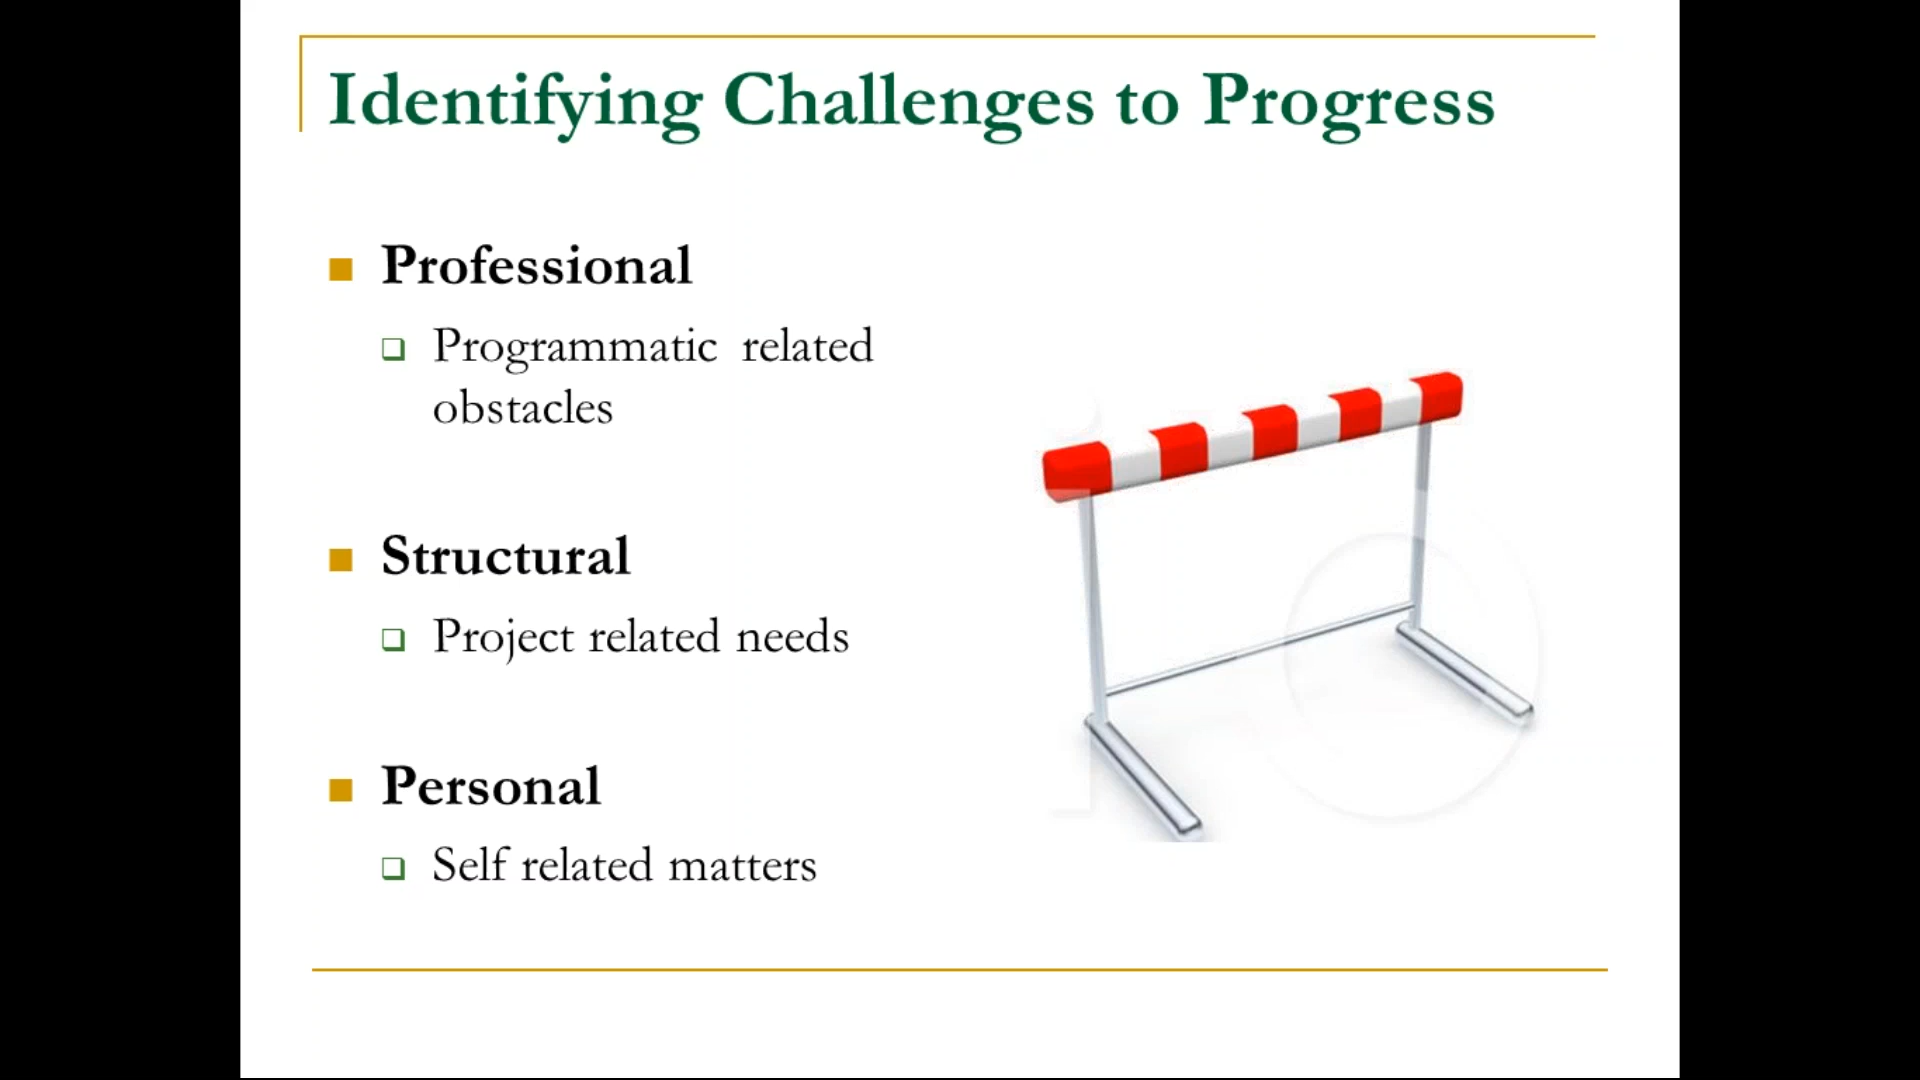 Identifying Challenges to Progress
Professional
Programmatic related
obstacles
Structural
Project related needs
Personal
Self related matters